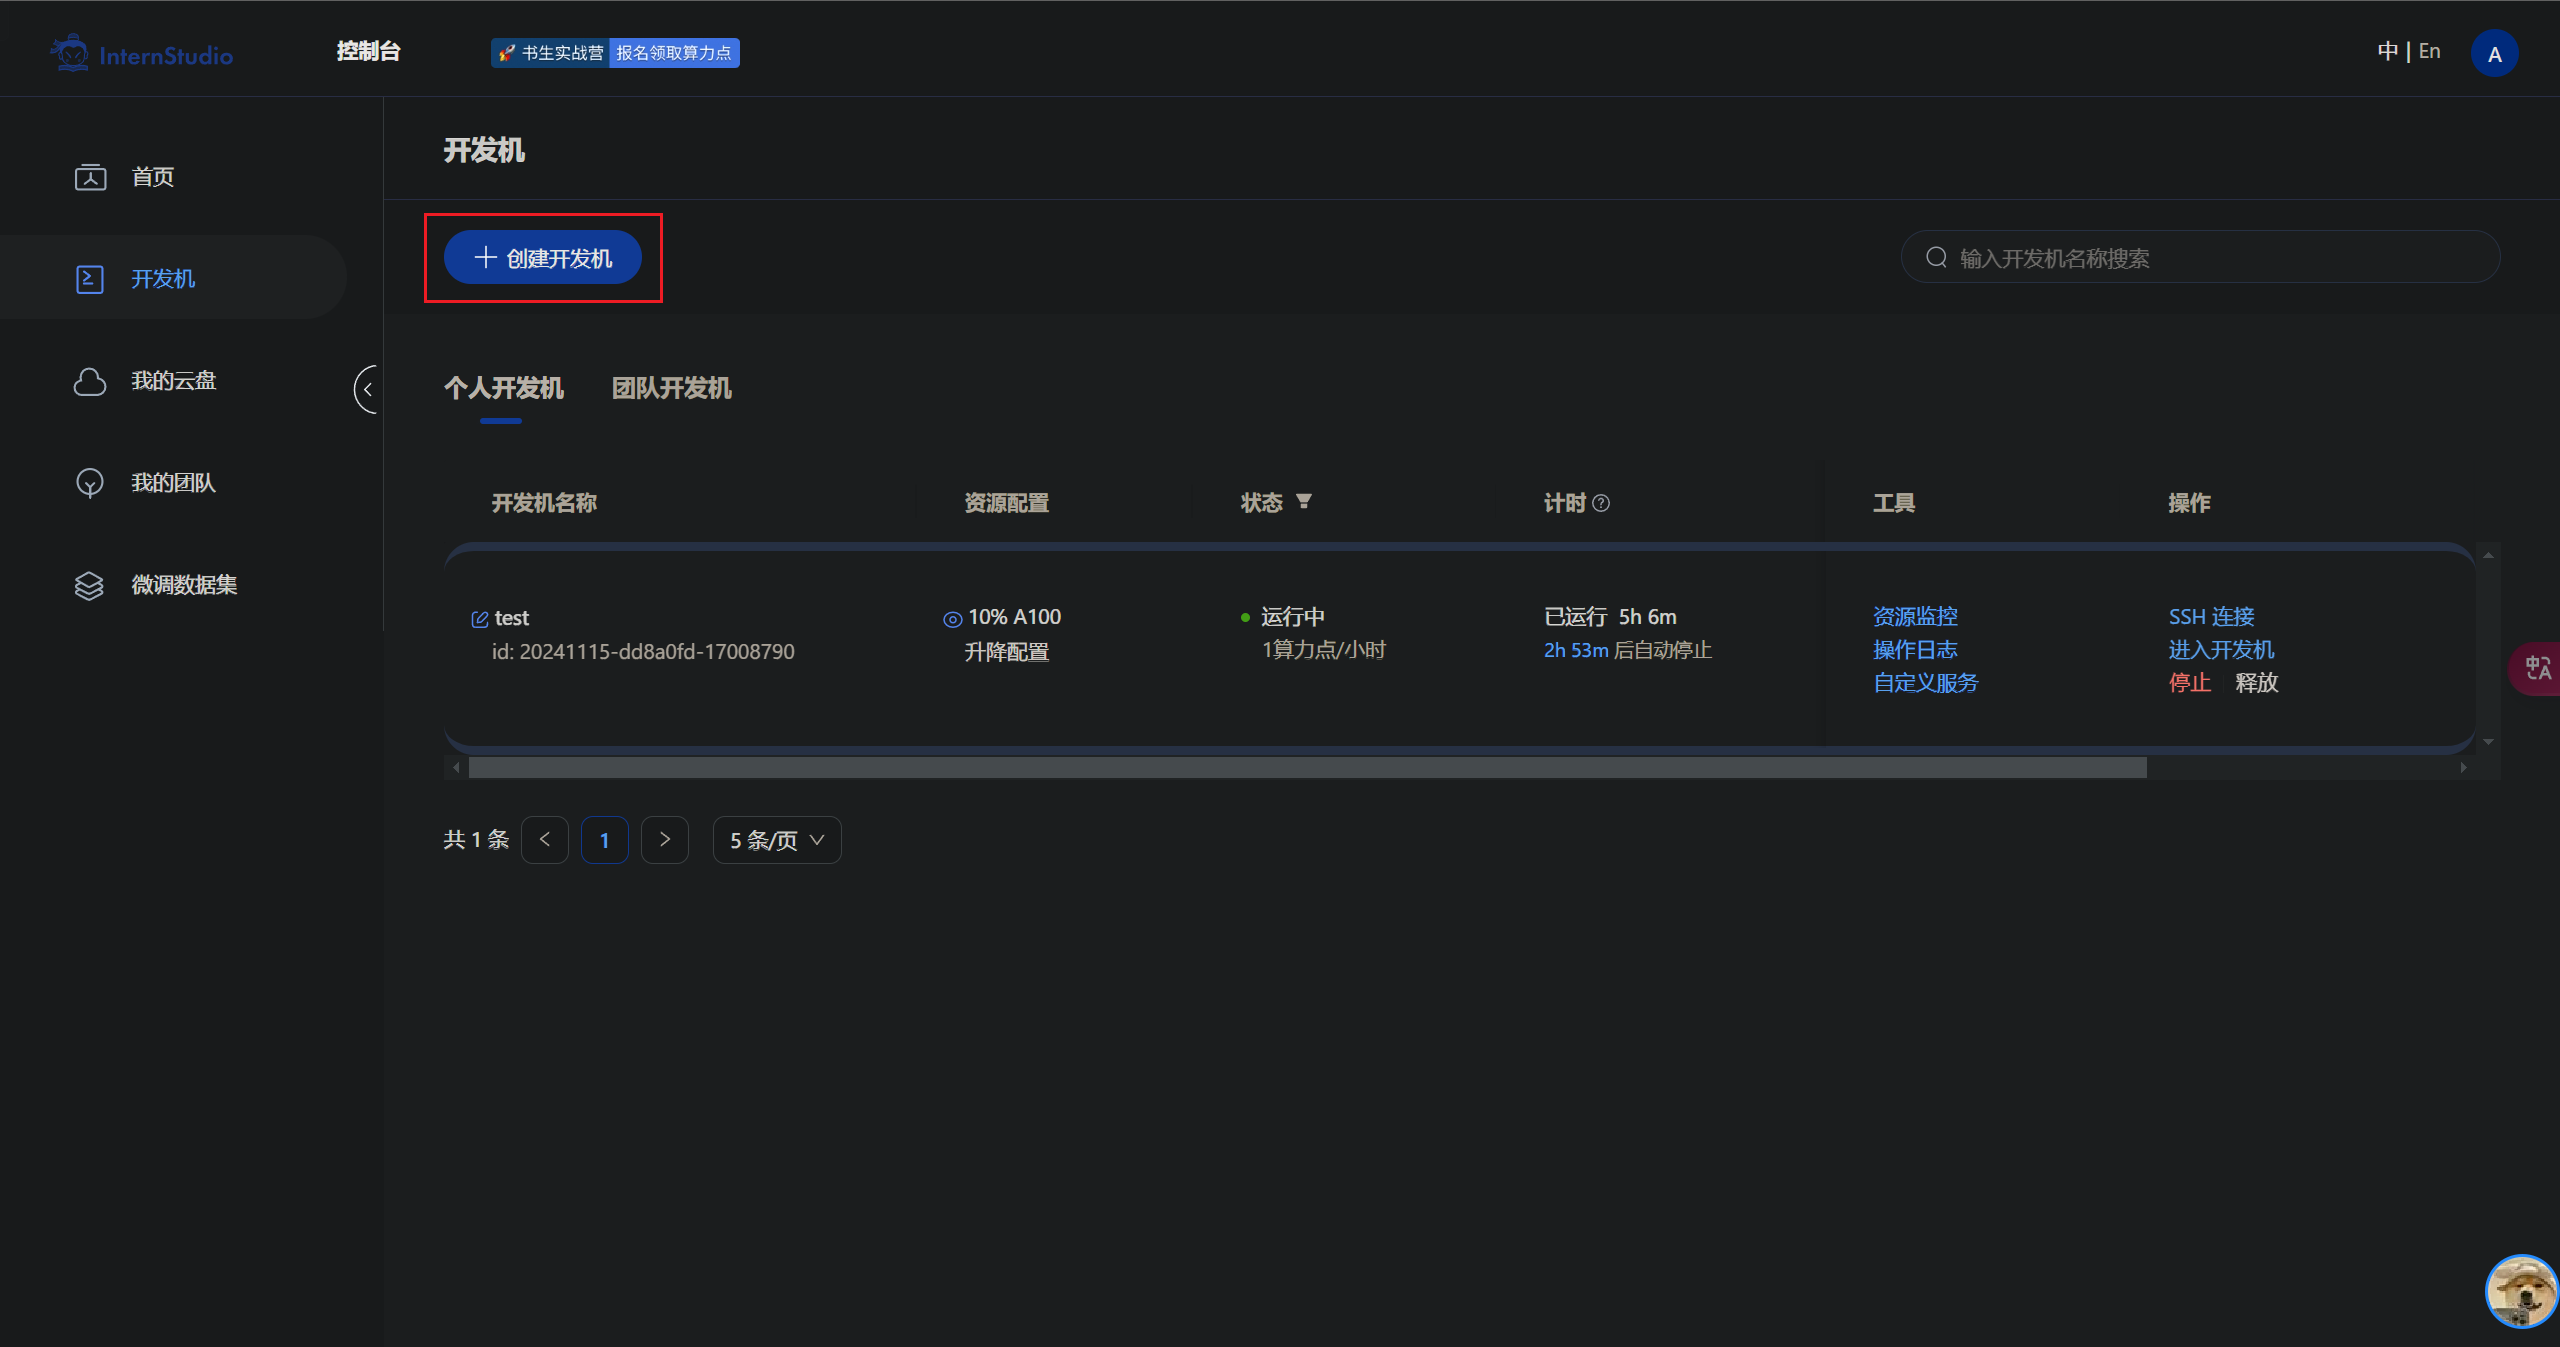 InternStudio
控制台
🚀 书生实战营 报名领取算力点
中 | En
A
首页
开发机
我的云盘
我的团队
微调数据集
开发机
创建开发机
输入开发机名称搜索
个人开发机 团队开发机
开发机名称 资源配置 状态 计时 工具 操作
test 10% A100 运行中 已运行 5h 6m 资源监控 SSH 连接
id: 20241115-dd8a0fd-17008790 升降配置 1算力点/小时 2h 53m 后自动停止 操作日志 进入开发机
自定义服务 停止 释放
共 1 条 < 1 > 5 条/页
中A